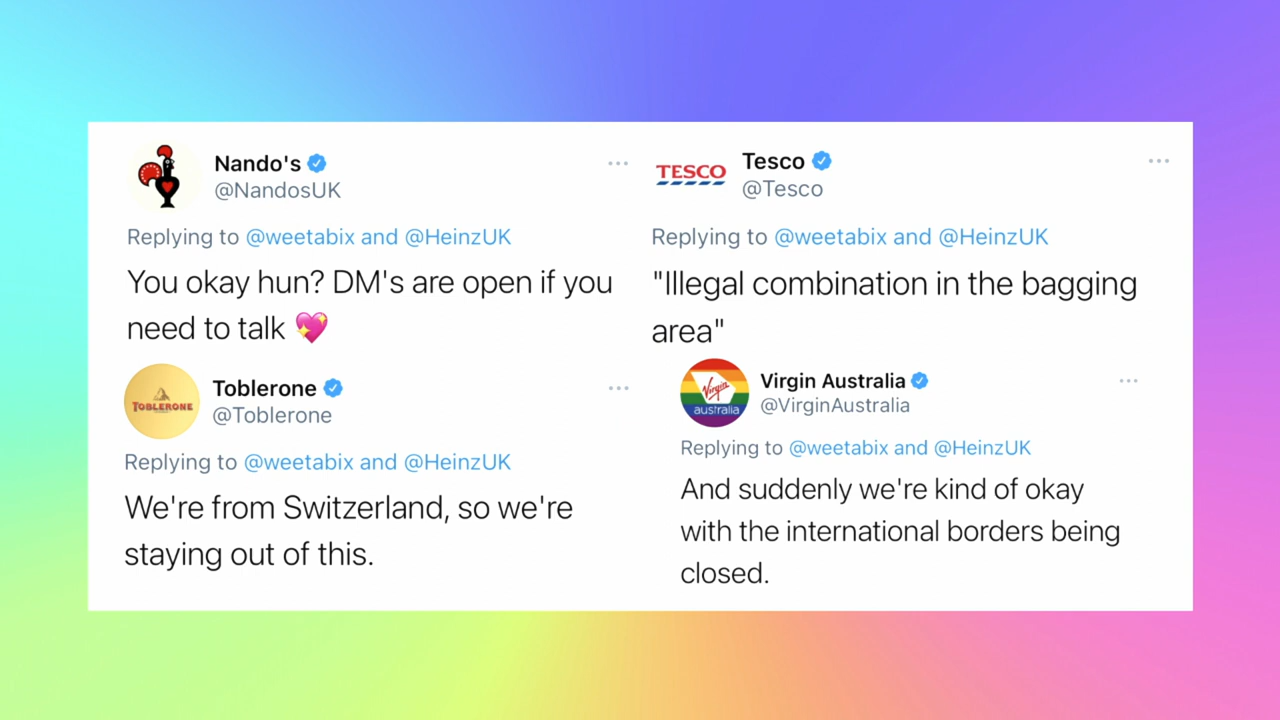 Nando's
@NandosUK
Replying to @weetabix and @HeinzUK
You okay hun? DM's are open if you
need to talk 💖
TESCO
Tesco
@Tesco
Replying to @weetabix and @HeinzUK
"Illegal combination in the bagging
area"
TOBLERONE
Toblerone
@Toblerone
Replying to @weetabix and @HeinzUK
We're from Switzerland, so we're
staying out of this.
Virgin
australia
Virgin Australia
@VirginAustralia
Replying to @weetabix and @HeinzUK
And suddenly we're kind of okay
with the international borders being
closed.